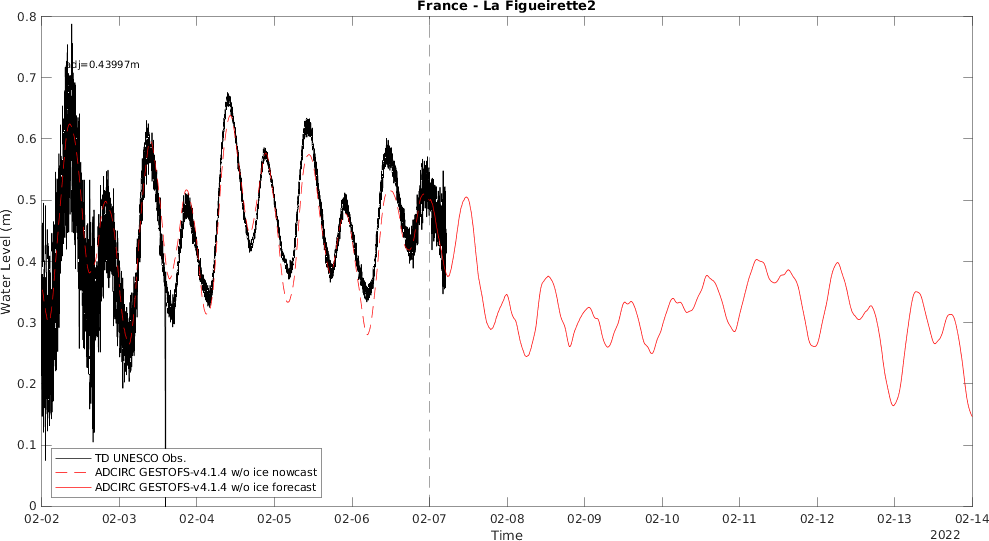 France - La Figueirette2
0.8
0.7
0.6
0.5
0.4
0.3
0.2
0.1
0
Water Level (m)
adj=0.43997m
TD UNESCO Obs.
ADCIRC GESTOFS-v4.1.4 w/o ice nowcast
ADCIRC GESTOFS-v4.1.4 w/o ice forecast
02-02 02-03 02-04 02-05 02-06 02-07 02-08 02-09 02-10 02-11 02-12 02-13 02-14
Time
2022